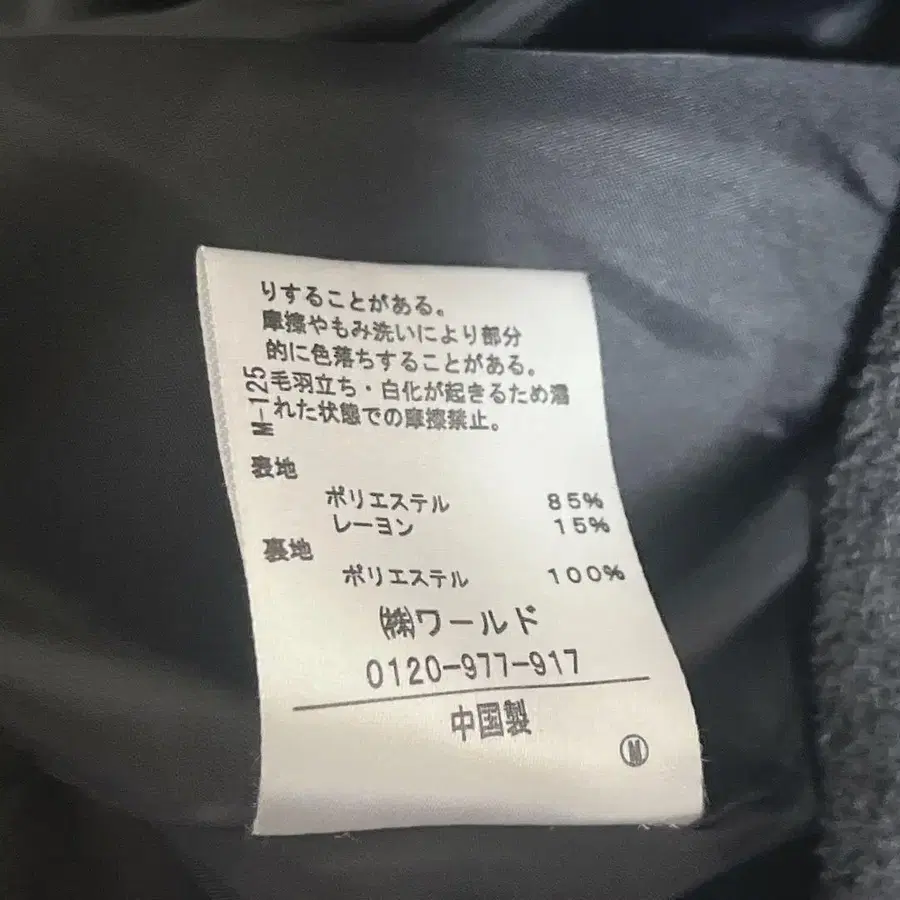 りすることがある。
摩擦やもみ洗いにより部分
的に色落ちすることがある。
毛羽立ち・白化が起きるため濡
れた状態での摩擦禁止。
M-125
表地
ポリエステル 85%
レーヨン 15%
裏地
ポリエステル 100%
㈱ワールド
0120-977-917
中国製
Ⓜ